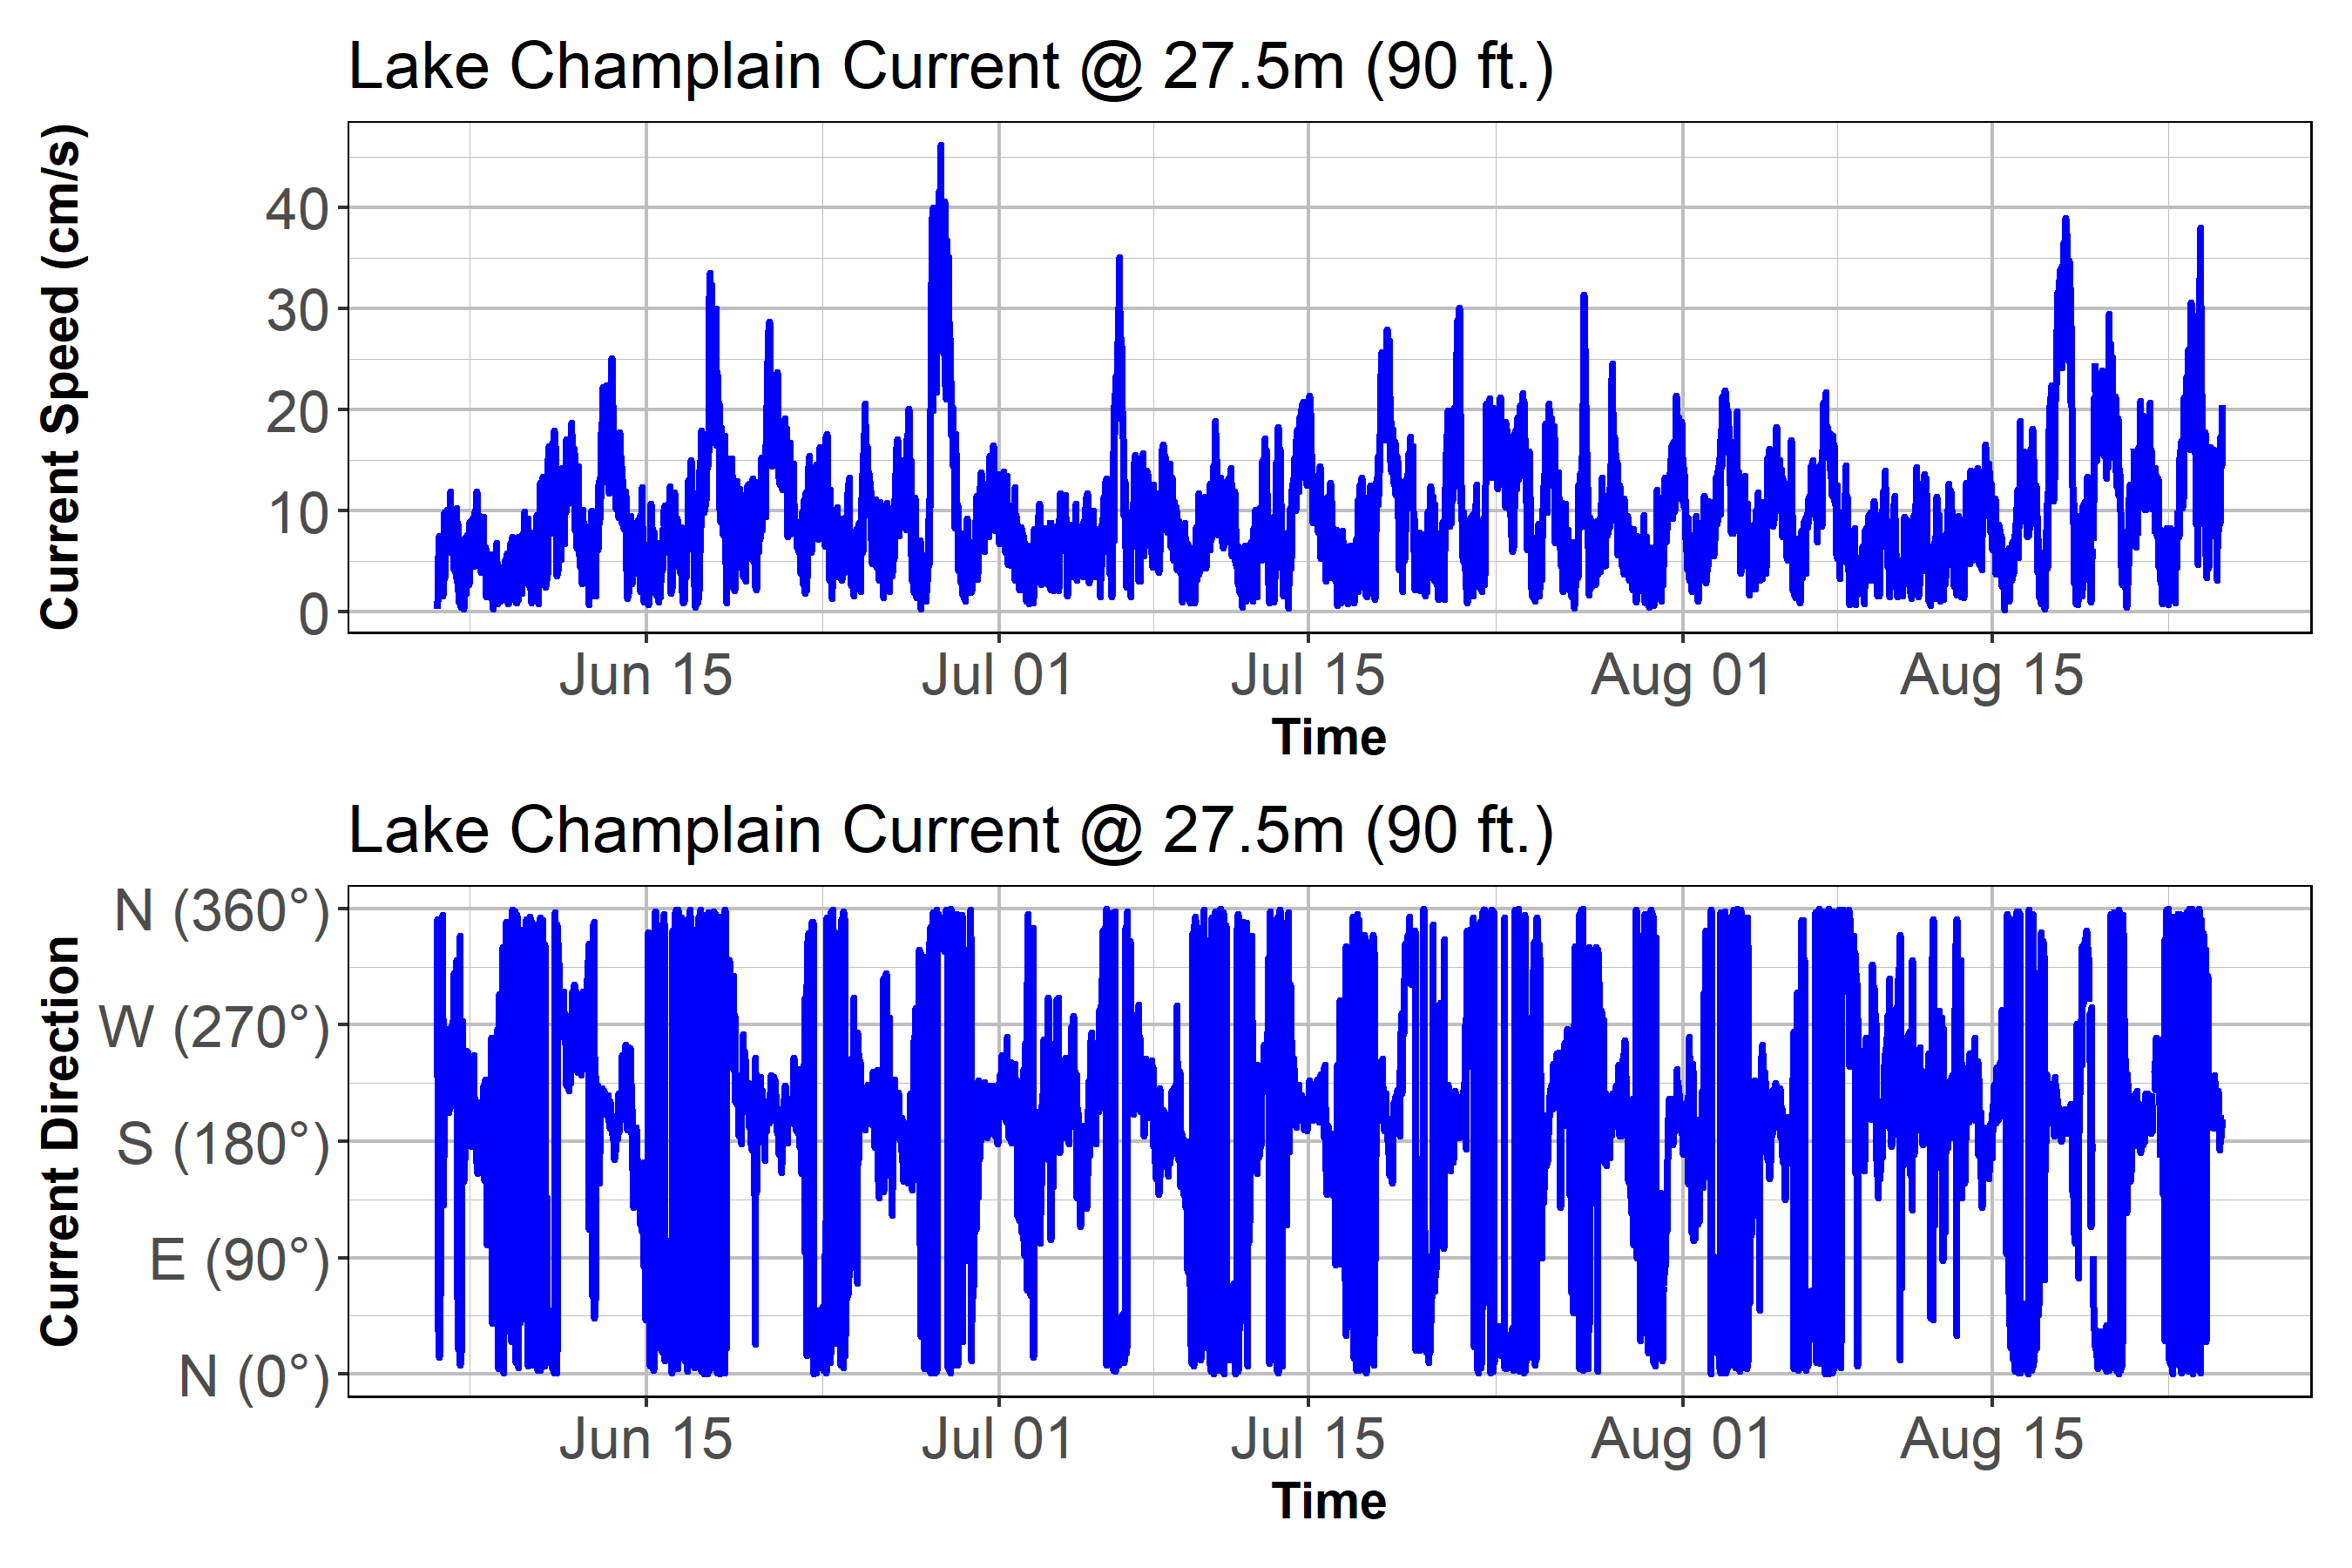 Lake Champlain Current @ 27.5m (90 ft.)
Current Speed (cm/s)
40
30
20
10
0
Jun 15 Jul 01 Jul 15 Aug 01 Aug 15
Time
Lake Champlain Current @ 27.5m (90 ft.)
Current Direction
N (360°)
W (270°)
S (180°)
E (90°)
N (0°)
Jun 15 Jul 01 Jul 15 Aug 01 Aug 15
Time